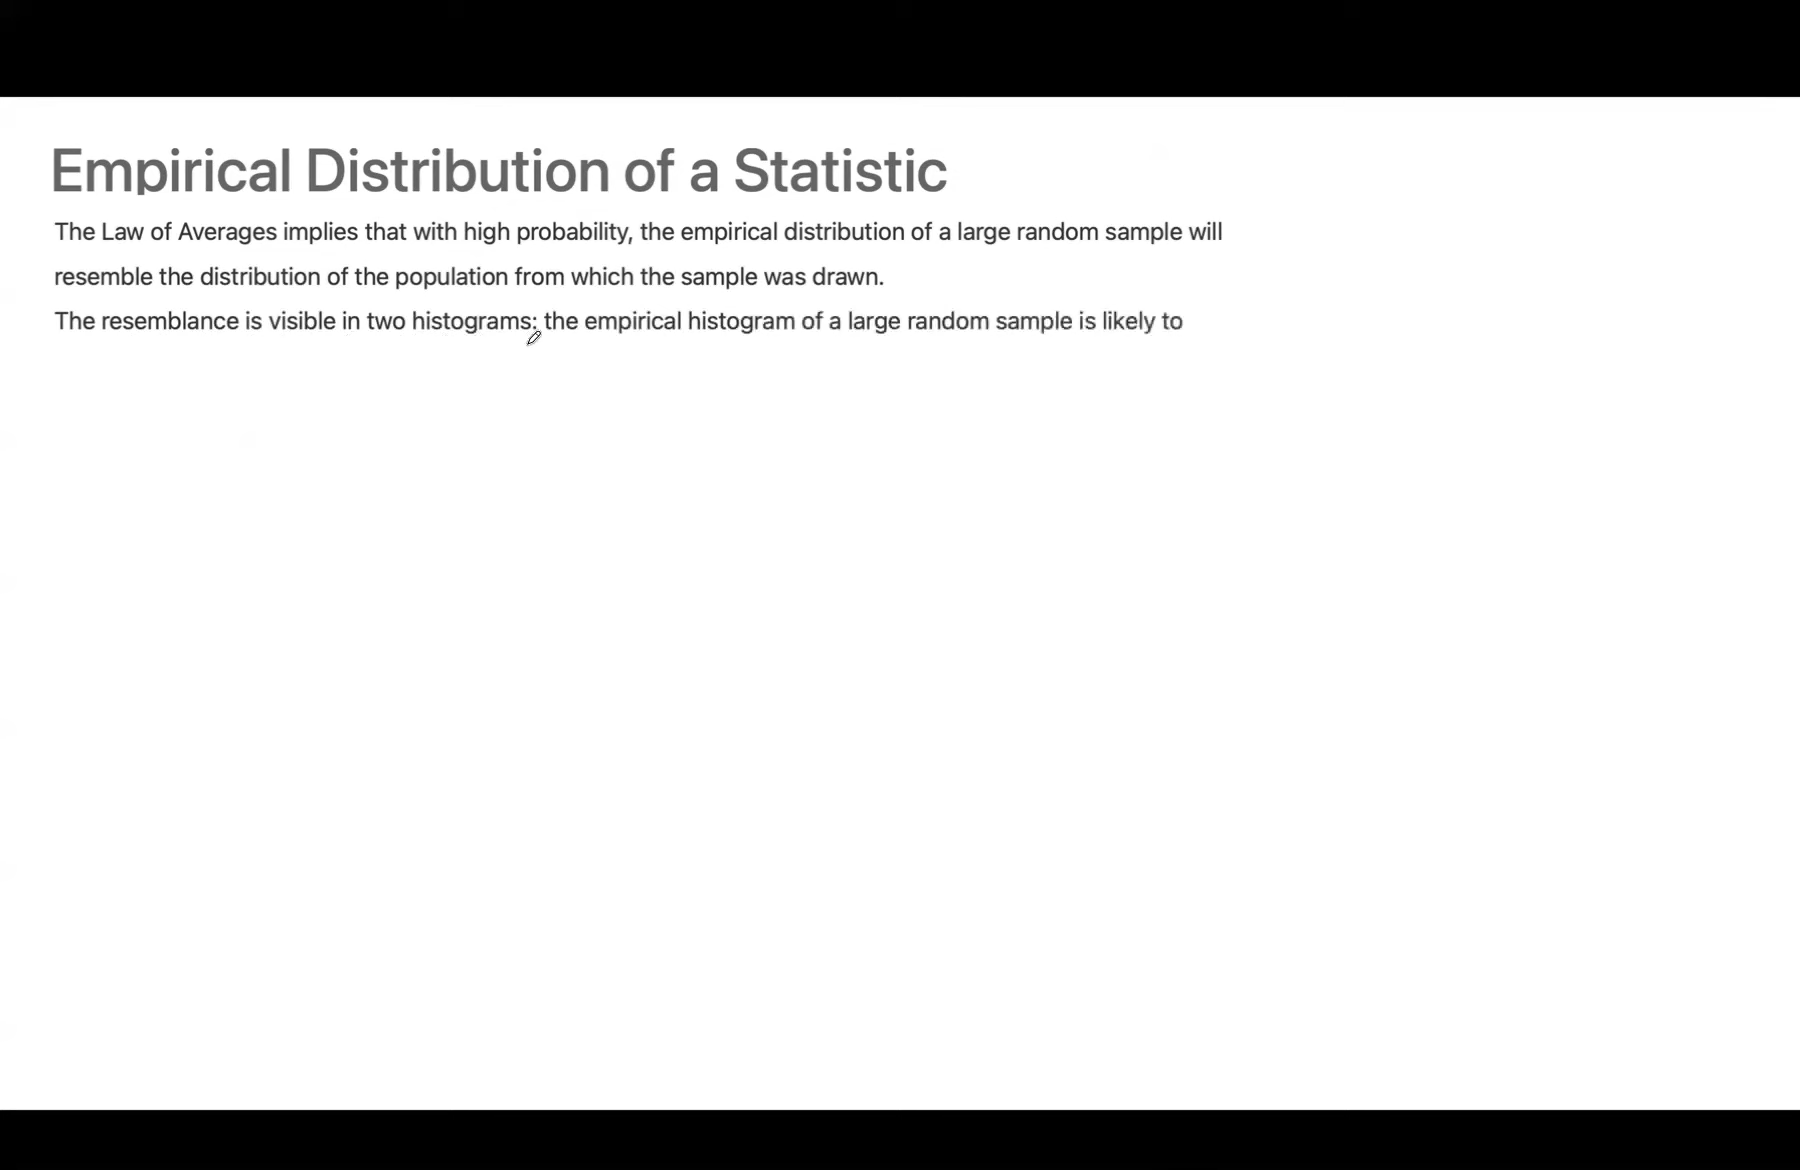 Empirical Distribution of a Statistic
The Law of Averages implies that with high probability, the empirical distribution of a large random sample will
resemble the distribution of the population from which the sample was drawn.
The resemblance is visible in two histograms: the empirical histogram of a large random sample is likely to